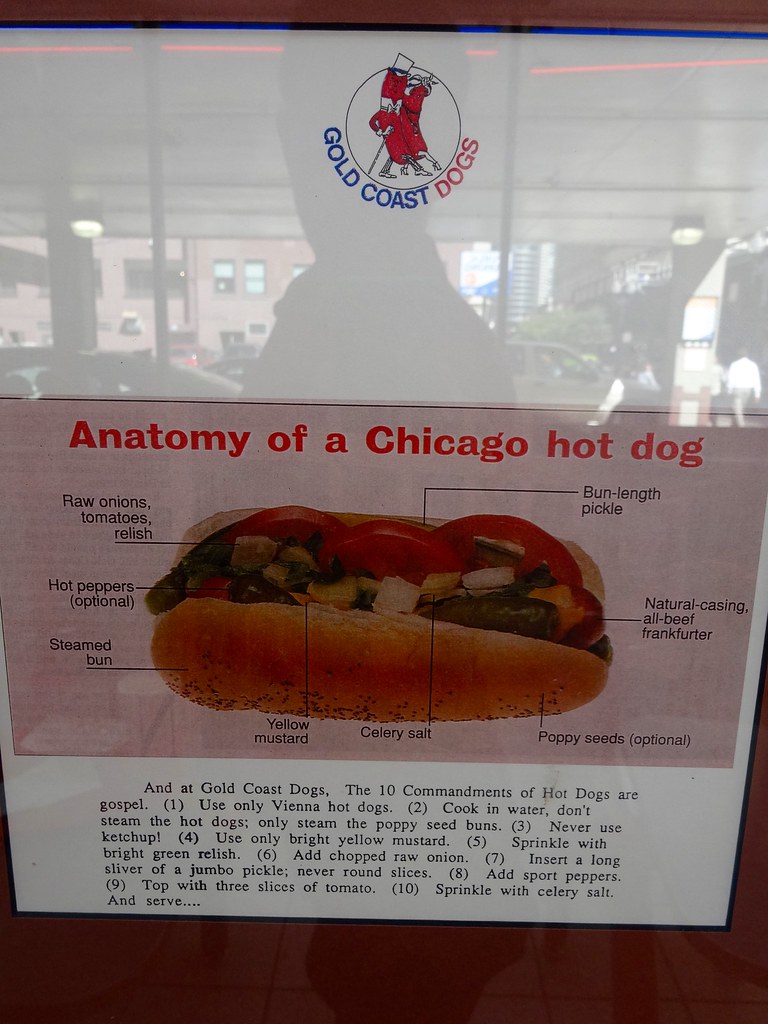 GOLD COAST DOGS
Anatomy of a Chicago hot dog
Raw onions,
tomatoes,
relish
Bun-length
pickle
Hot peppers
(optional)
Natural-casing,
all-beef
frankfurter
Steamed
bun
Yellow
mustard
Celery salt
Poppy seeds (optional)
And at Gold Coast Dogs, The 10 Commandments of Hot Dogs are
gospel. (1) Use only Vienna hot dogs. (2) Cook in water, don't
steam the hot dogs; only steam the poppy seed buns. (3) Never use
ketchup! (4) Use only bright yellow mustard. (5) Sprinkle with
bright green relish. (6) Add chopped raw onion. (7) Insert a long
sliver of a jumbo pickle; never round slices. (8) Add sport peppers.
(9) Top with three slices of tomato. (10) Sprinkle with celery salt.
And serve....